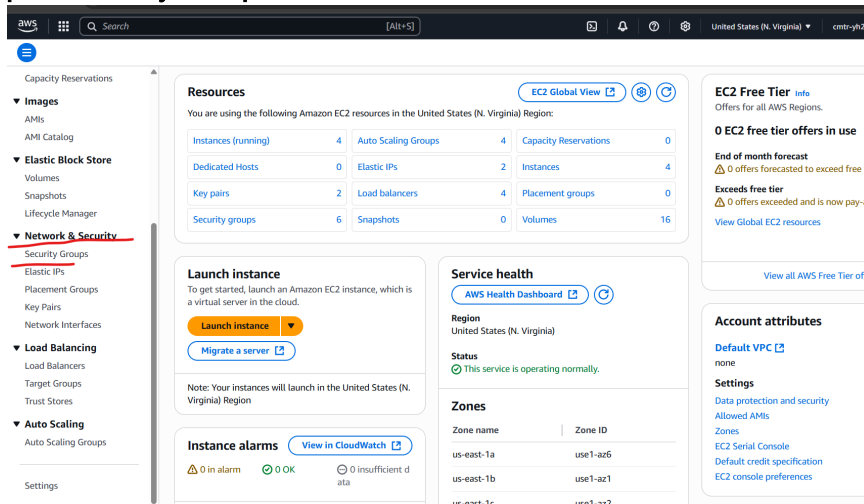 aws
Search
[Alt+S]
United States (N. Virginia)
cmtr-yh2
Capacity Reservations
Images
AMIs
AMI Catalog
Elastic Block Store
Volumes
Snapshots
Lifecycle Manager
Network & Security
Security Groups
Elastic IPs
Placement Groups
Key Pairs
Network Interfaces
Load Balancing
Load Balancers
Target Groups
Trust Stores
Auto Scaling
Auto Scaling Groups
Settings
Resources
EC2 Global View
You are using the following Amazon EC2 resources in the United States (N. Virginia) Region:
Instances (running) 4 Auto Scaling Groups 4 Capacity Reservations 0
Dedicated Hosts 0 Elastic IPs 2 Instances 4
Key pairs 2 Load balancers 4 Placement groups 0
Security groups 6 Snapshots 0 Volumes 16
Launch instance
To get started, launch an Amazon EC2 instance, which is
a virtual server in the cloud.
Launch instance
Migrate a server
Note: Your instances will launch in the United States (N.
Virginia) Region
Instance alarms View in CloudWatch
0 in alarm 0 OK 0 insufficient d
ata
Service health
AWS Health Dashboard
Region
United States (N. Virginia)
Status
This service is operating normally.
Zones
Zone name Zone ID
us-east-1a use1-az6
us-east-1b use1-az1
us-east-1c use1-az2
EC2 Free Tier Info
Offers for all AWS Regions.
0 EC2 free tier offers in use
End of month forecast
0 offers forecasted to exceed free
Exceeds free tier
0 offers exceeded and is now pay-
View Global EC2 resources
View all AWS Free Tier of
Account attributes
Default VPC
none
Settings
Data protection and security
Allowed AMIs
Zones
EC2 Serial Console
Default credit specification
EC2 console preferences